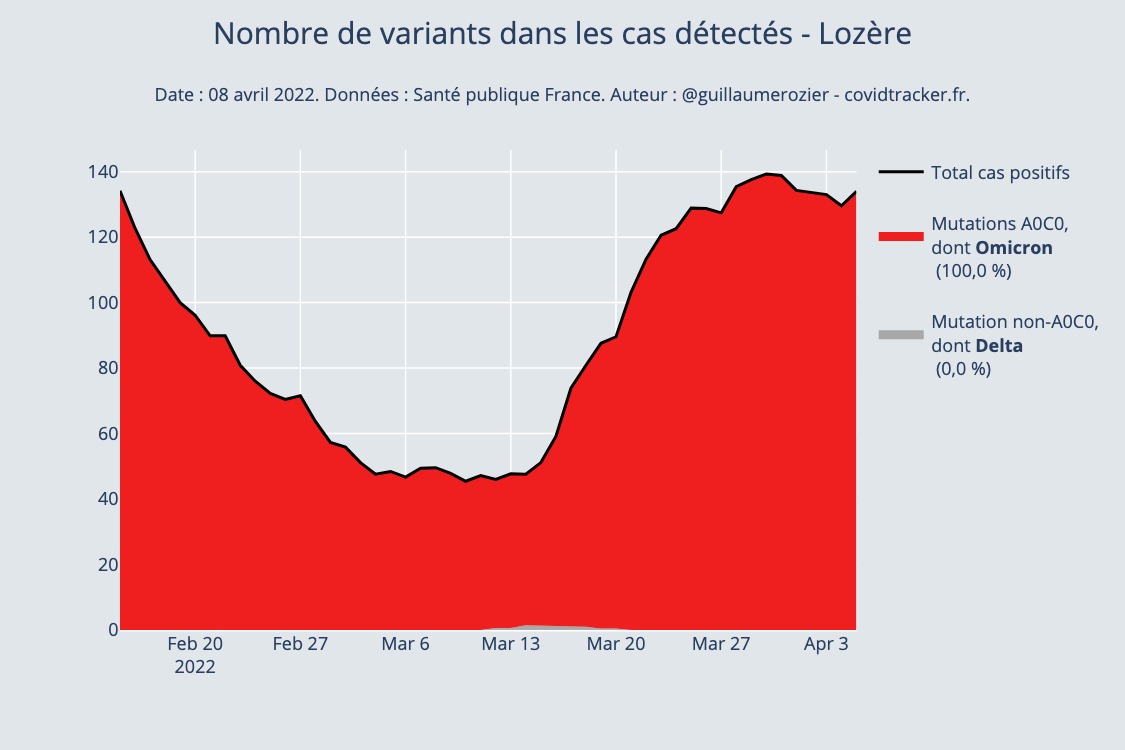 Nombre de variants dans les cas détectés - Lozère
Date : 08 avril 2022. Données : Santé publique France. Auteur : @guillaumerozier - covidtracker.fr.
140
120
100
80
60
40
20
0
Feb 20
2022
Feb 27
Mar 6
Mar 13
Mar 20
Mar 27
Apr 3
Total cas positifs
Mutations A0C0,
dont Omicron
(100,0 %)
Mutation non-A0C0,
dont Delta
(0,0 %)